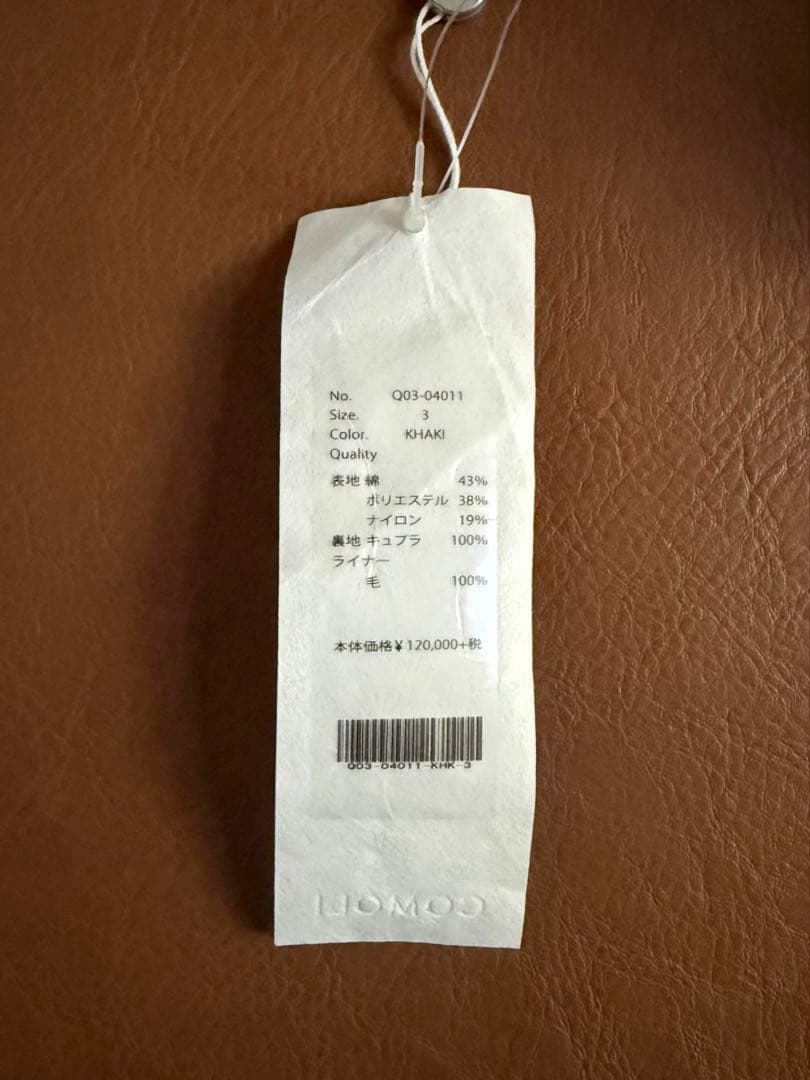 No. Q03-04011
Size. 3
Color. KHAKI
Quality
表地 綿 43%
ポリエステル 38%
ナイロン 19%
裏地 キュプラ 100%
ライナー
毛 100%
本体価格¥120,000+税
Q03-04011-KHK-3
COMOLI